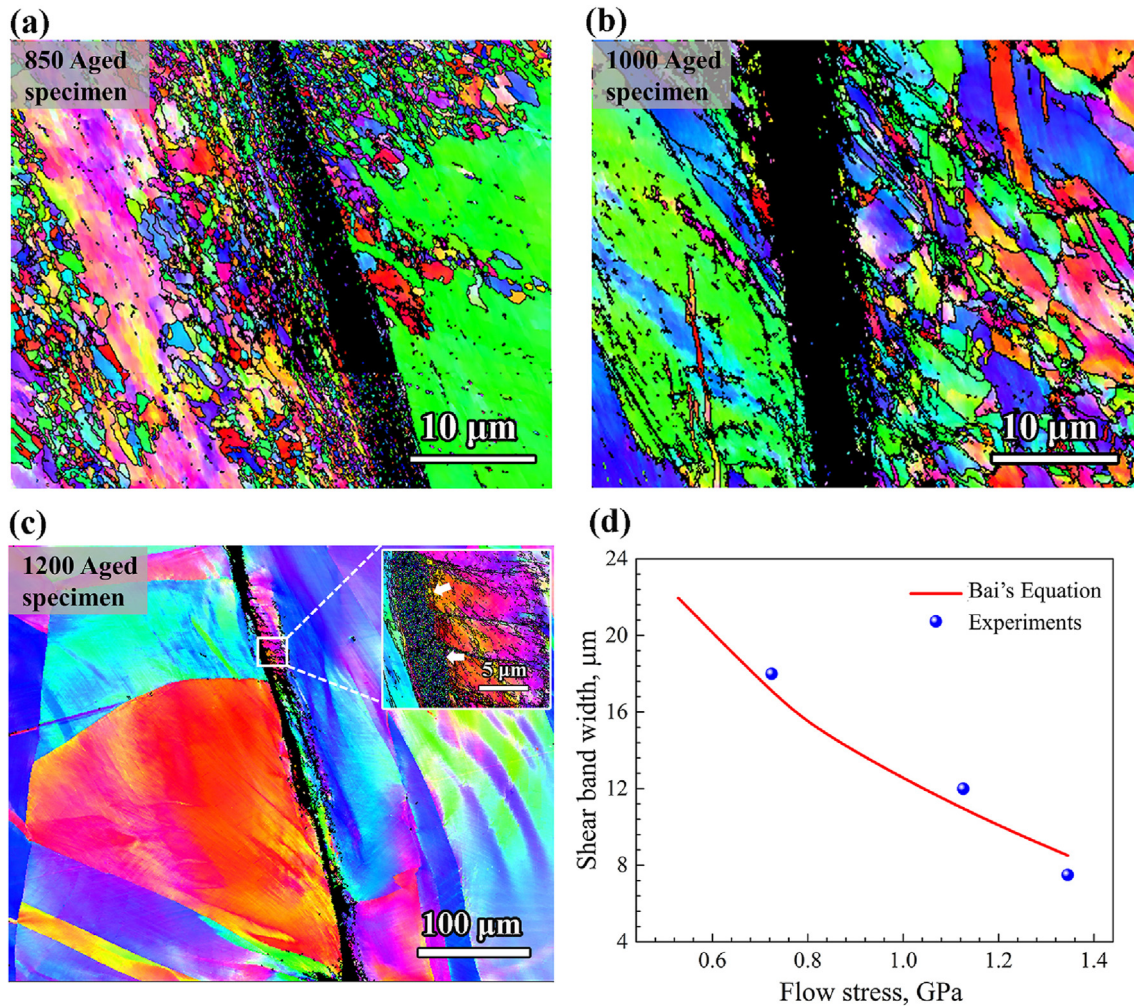 (a)
850 Aged
specimen
10 μm
(b)
1000 Aged
specimen
10 μm
(c)
1200 Aged
specimen
5 μm
100 μm
(d)
24
20
16
12
8
4
Shear band width, μm
Bai's Equation
Experiments
0.6 0.8 1.0 1.2 1.4
Flow stress, GPa